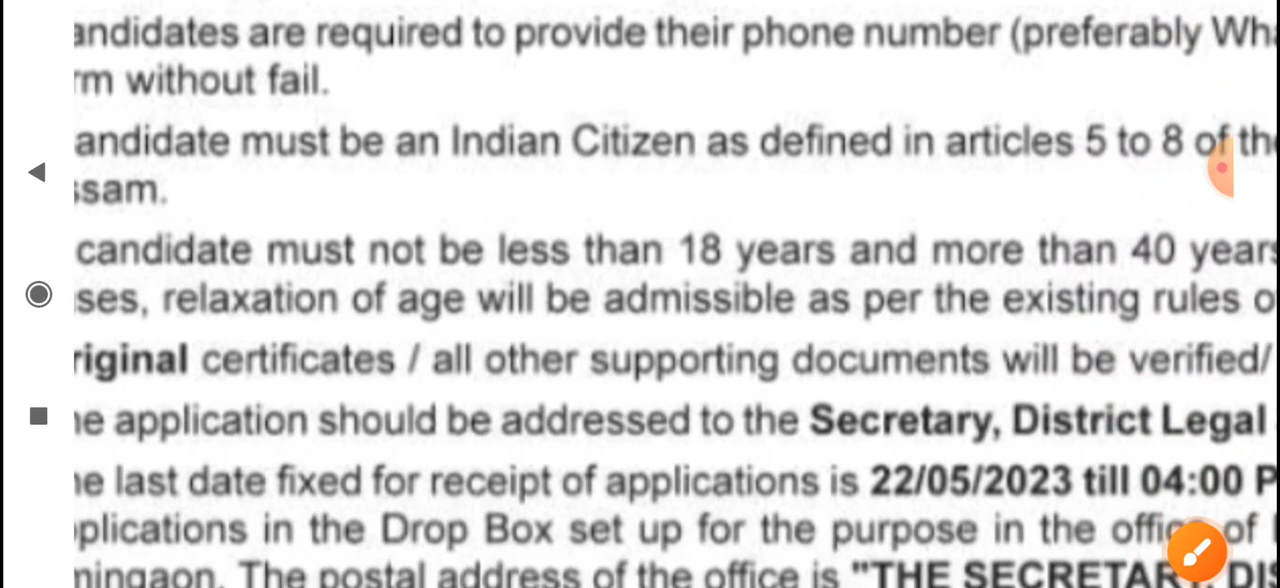 andidates are required to provide their phone number (preferably Wh
rm without fail.
andidate must be an Indian Citizen as defined in articles 5 to 8 of th
ssam.
candidate must not be less than 18 years and more than 40 years
ses, relaxation of age will be admissible as per the existing rules o
riginal certificates / all other supporting documents will be verified/
he application should be addressed to the Secretary, District Legal
he last date fixed for receipt of applications is 22/05/2023 till 04:00 P
plications in the Drop Box set up for the purpose in the office of
mingaon. The postal address of the office is "THE SECRETARY DIS